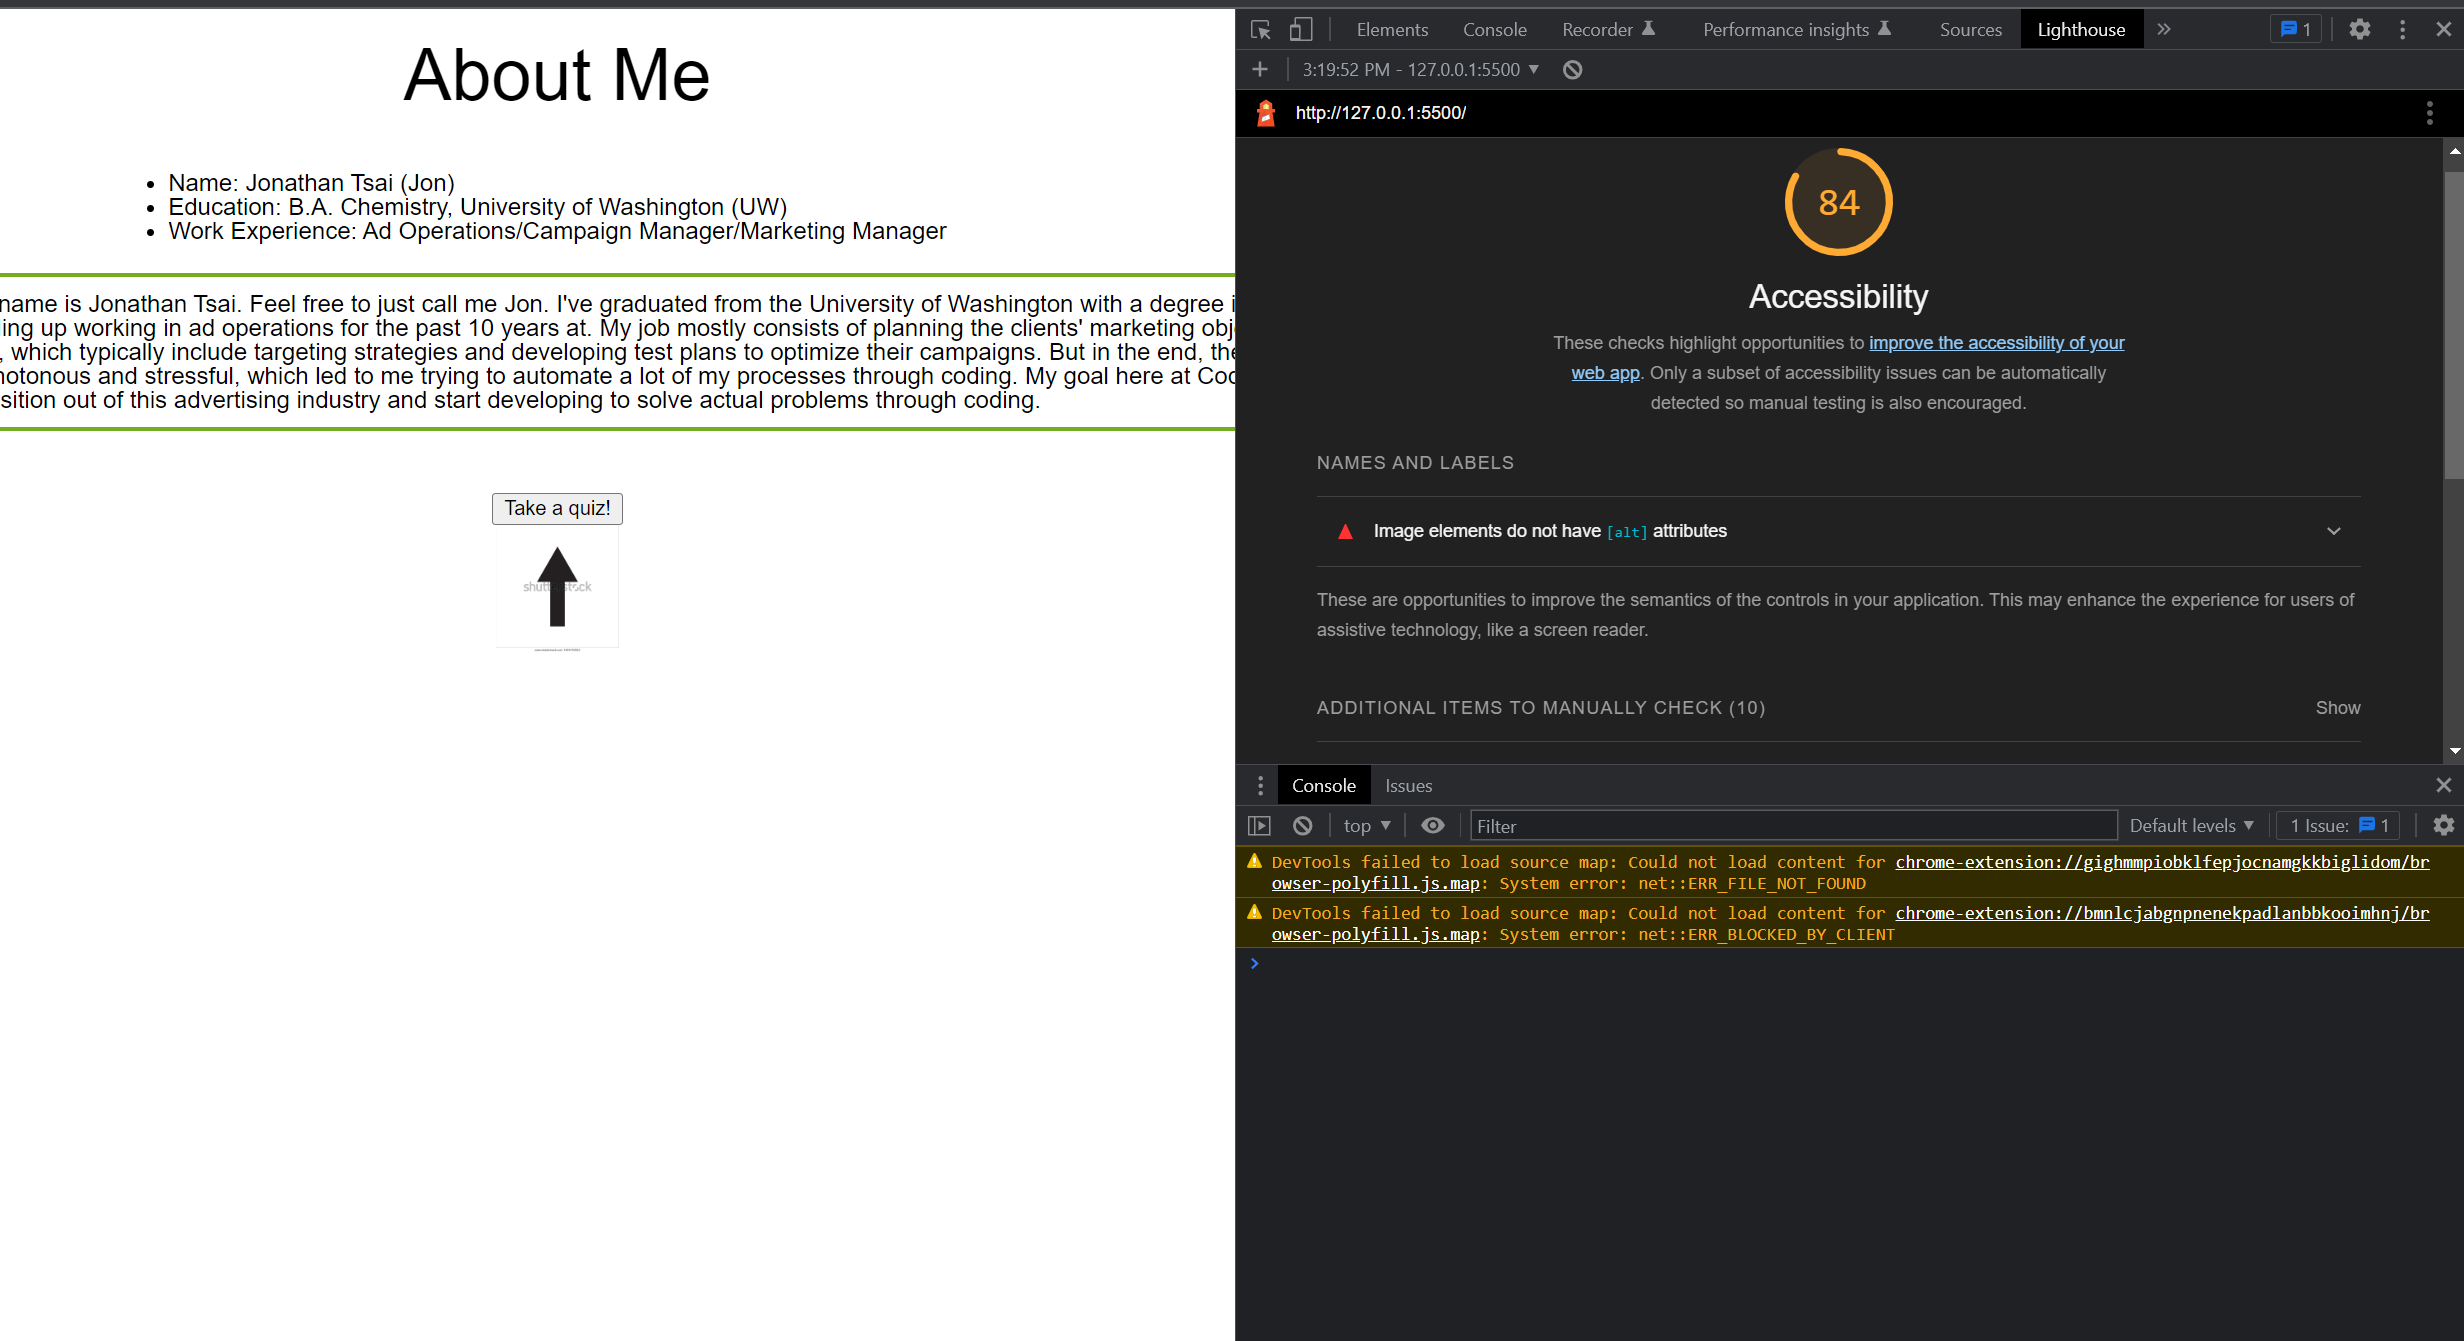 About Me
Name: Jonathan Tsai (Jon)
Education: B.A. Chemistry, University of Washington (UW)
Work Experience: Ad Operations/Campaign Manager/Marketing Manager
name is Jonathan Tsai. Feel free to just call me Jon. I've graduated from the University of Washington with a degree i
ing up working in ad operations for the past 10 years at. My job mostly consists of planning the clients' marketing obj
, which typically include targeting strategies and developing test plans to optimize their campaigns. But in the end, the
notonous and stressful, which led to me trying to automate a lot of my processes through coding. My goal here at Cod
sition out of this advertising industry and start developing to solve actual problems through coding.
Take a quiz!
Elements Console Recorder Performance insights Sources Lighthouse 1
3:19:52 PM - 127.0.0.1:5500
http://127.0.0.1:5500/
84
Accessibility
These checks highlight opportunities to improve the accessibility of your
web app. Only a subset of accessibility issues can be automatically
detected so manual testing is also encouraged.
NAMES AND LABELS
Image elements do not have [alt] attributes
These are opportunities to improve the semantics of the controls in your application. This may enhance the experience for users of
assistive technology, like a screen reader.
ADDITIONAL ITEMS TO MANUALLY CHECK (10) Show
Console Issues
top Filter Default levels 1 Issue: 1
DevTools failed to load source map: Could not load content for chrome-extension://gighmmpiobklfepjocnamgkkbiglidom/br
owser-polyfill.js.map: System error: net::ERR_FILE_NOT_FOUND
DevTools failed to load source map: Could not load content for chrome-extension://bmnlcjabgnpnenekpadlanbbkooimhnj/br
owser-polyfill.js.map: System error: net::ERR_BLOCKED_BY_CLIENT